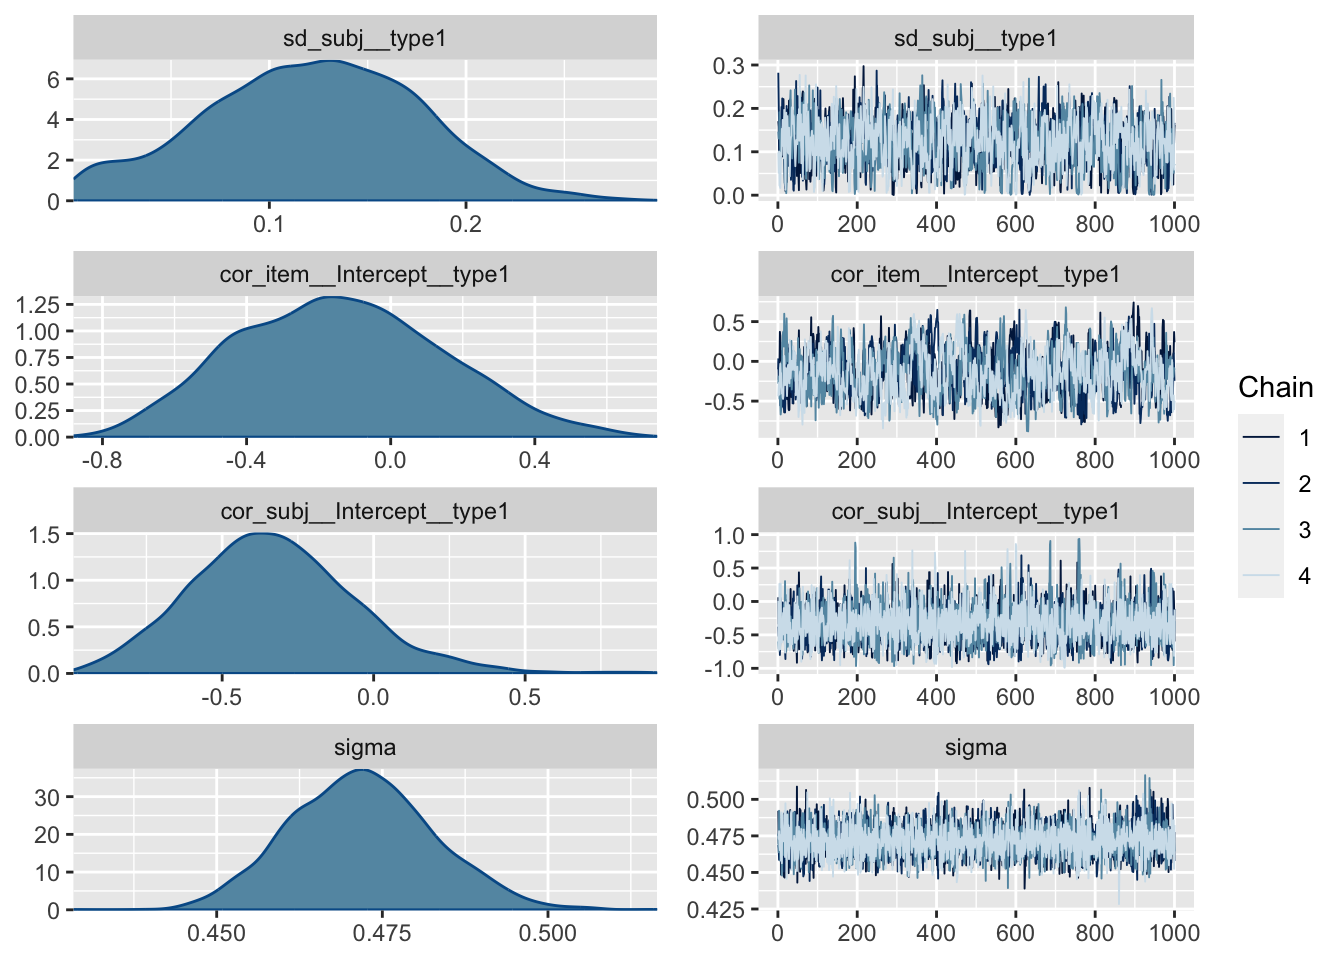 sd_subj__type1
6
4
2
0
0.1 0.2
sd_subj__type1
0.3
0.2
0.1
0.0
0 200 400 600 800 1000
cor_item__Intercept__type1
1.25
1.00
0.75
0.50
0.25
0.00
-0.8 -0.4 0.0 0.4
cor_item__Intercept__type1
0.5
0.0
-0.5
0 200 400 600 800 1000
cor_subj__Intercept__type1
1.5
1.0
0.5
0.0
-0.5 0.0 0.5
cor_subj__Intercept__type1
1.0
0.5
0.0
-0.5
-1.0
0 200 400 600 800 1000
sigma
30
20
10
0
0.450 0.475 0.500
sigma
0.500
0.475
0.450
0.425
0 200 400 600 800 1000
Chain
1
2
3
4